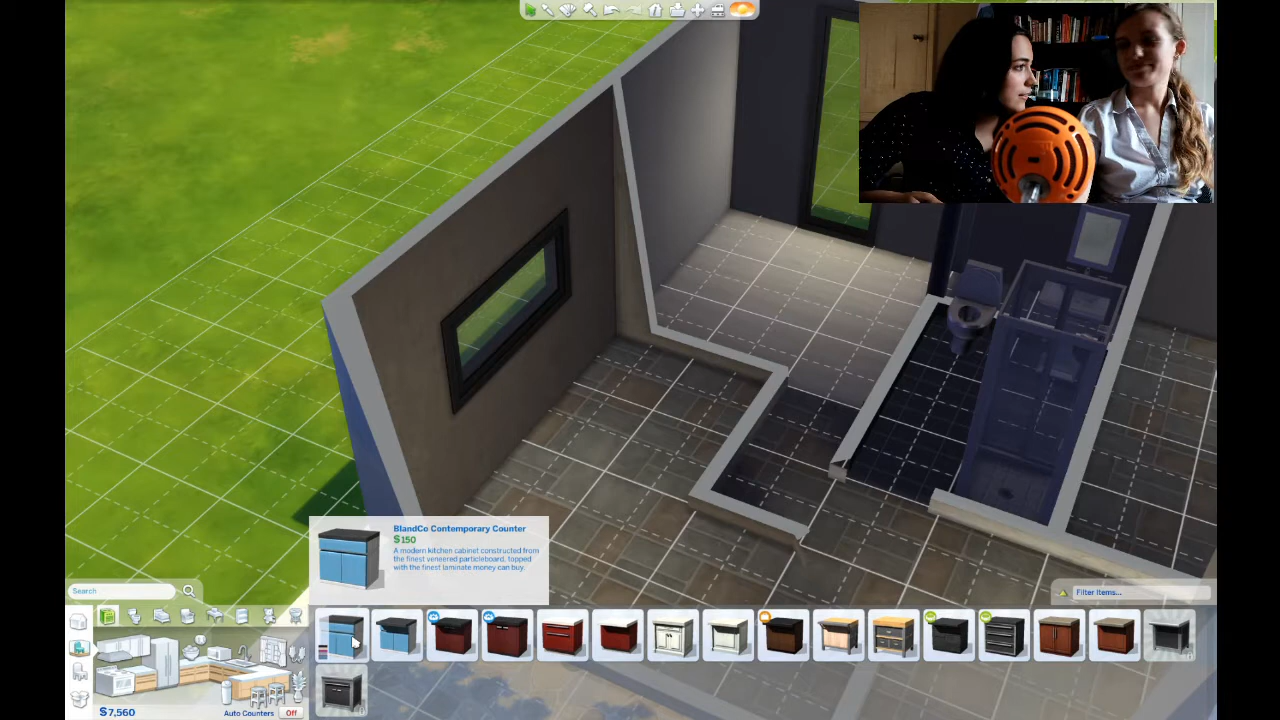 BlandCo Contemporary Counter
$150
A modern kitchen cabinet constructed from
the finest veneered particleboard, topped
with the finest laminate money can buy.
Search
Filter Items...
$7,560
Auto Counters Off